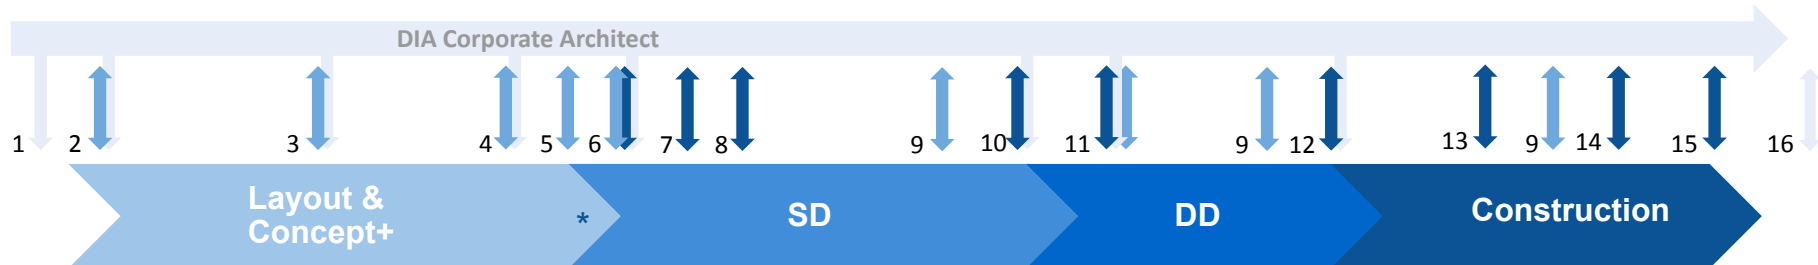 DIA Corporate Architect
1 2 3 4 5 6 7 8 9 10 11 9 12 13 9 14 15 16
Layout &
Concept+
*
SD
DD
Construction